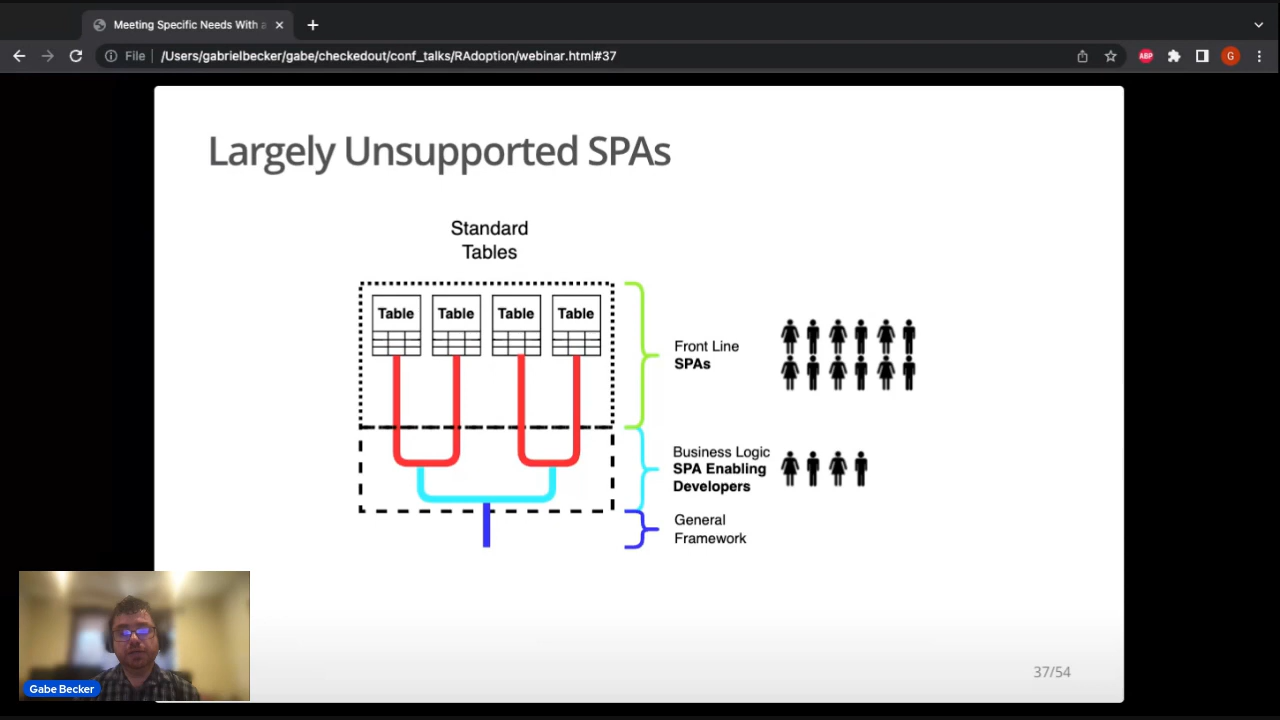 Meeting Specific Needs With a
File
/Users/gabrielbecker/gabe/checkedout/conf_talks/RAdoption/webinar.html#37
ABP
G
Largely Unsupported SPAs
Standard
Tables
Table Table Table Table
Front Line
SPAs
Business Logic
SPA Enabling
Developers
General
Framework
37/54
Gabe Becker